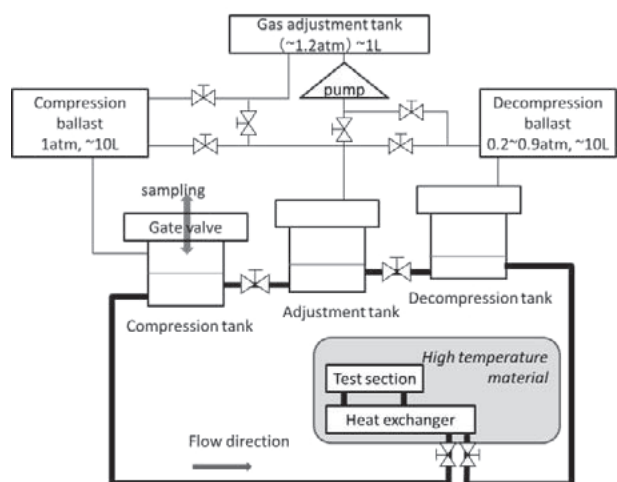 Gas adjustment tank
(~1.2atm) ~1L
pump
Compression
ballast
1atm, ~10L
Decompression
ballast
0.2~0.9atm, ~10L
sampling
Gate valve
Compression tank
Adjustment tank
Decompression tank
High temperature
material
Test section
Heat exchanger
Flow direction